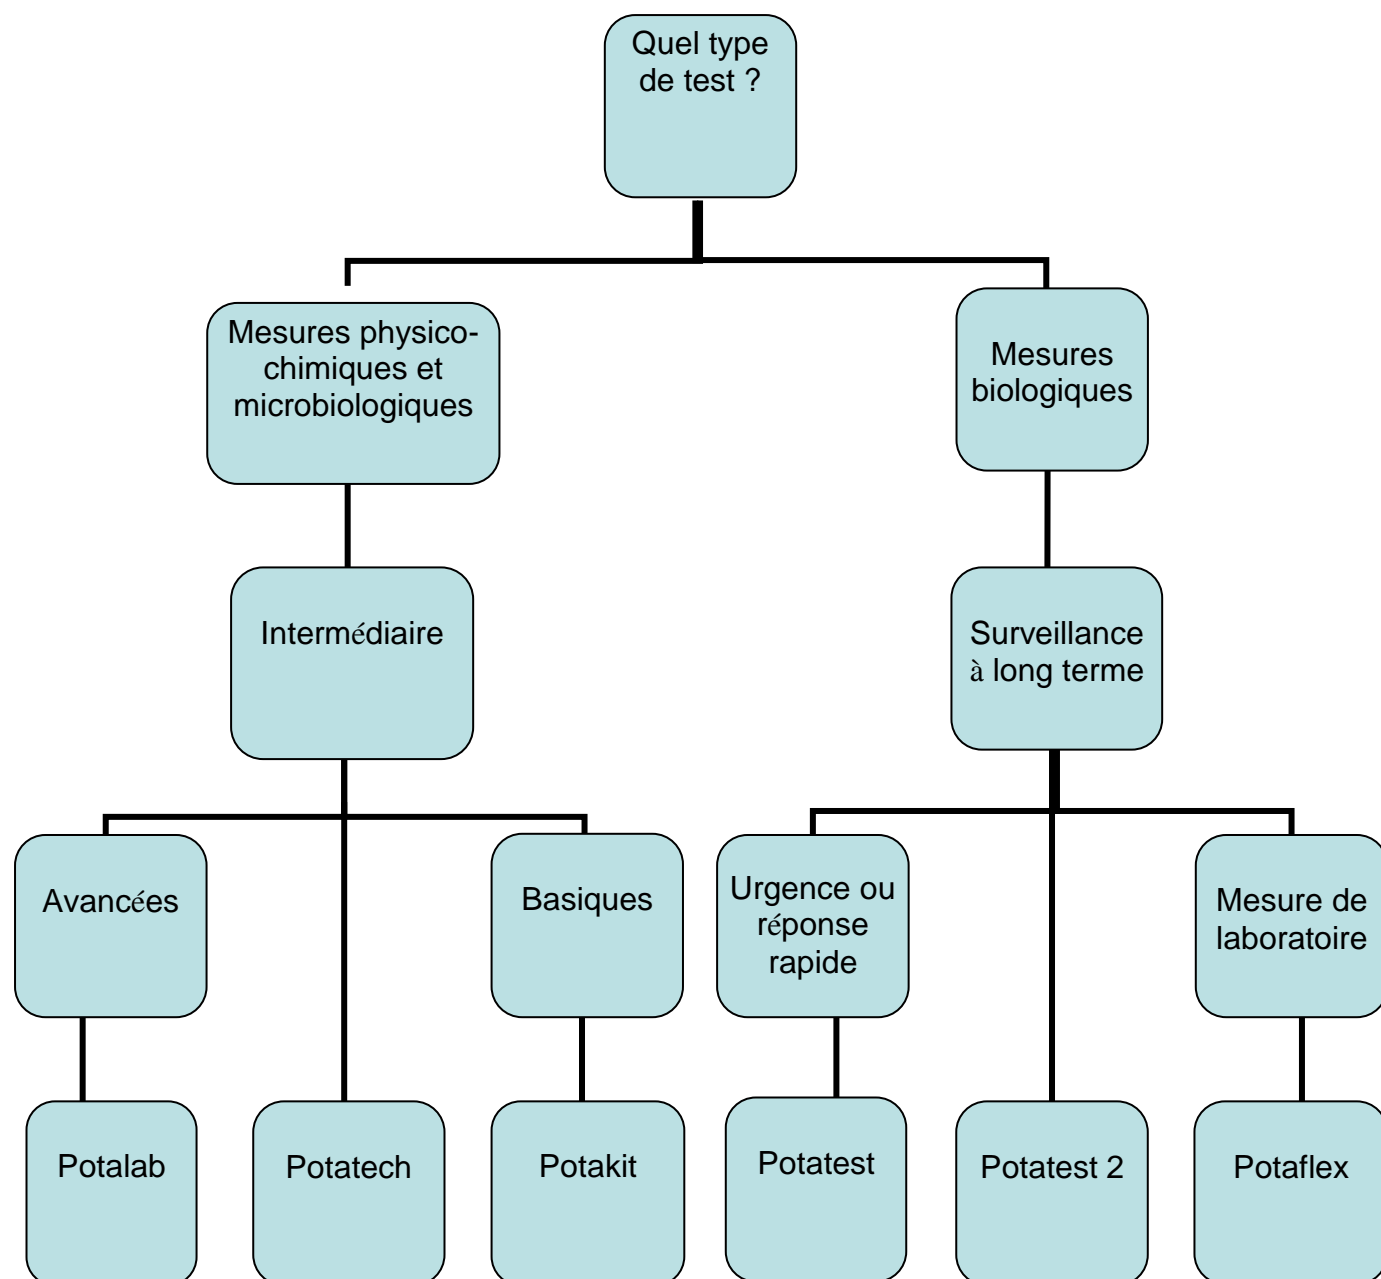 Quel type
de test ?
Mesures physico-
chimiques et
microbiologiques
Mesures
biologiques
Intermédiaire
Surveillance
à long terme
Avancées
Basiques
Urgence ou
réponse
rapide
Mesure de
laboratoire
Potalab
Potatech
Potakit
Potatest
Potatest 2
Potaflex